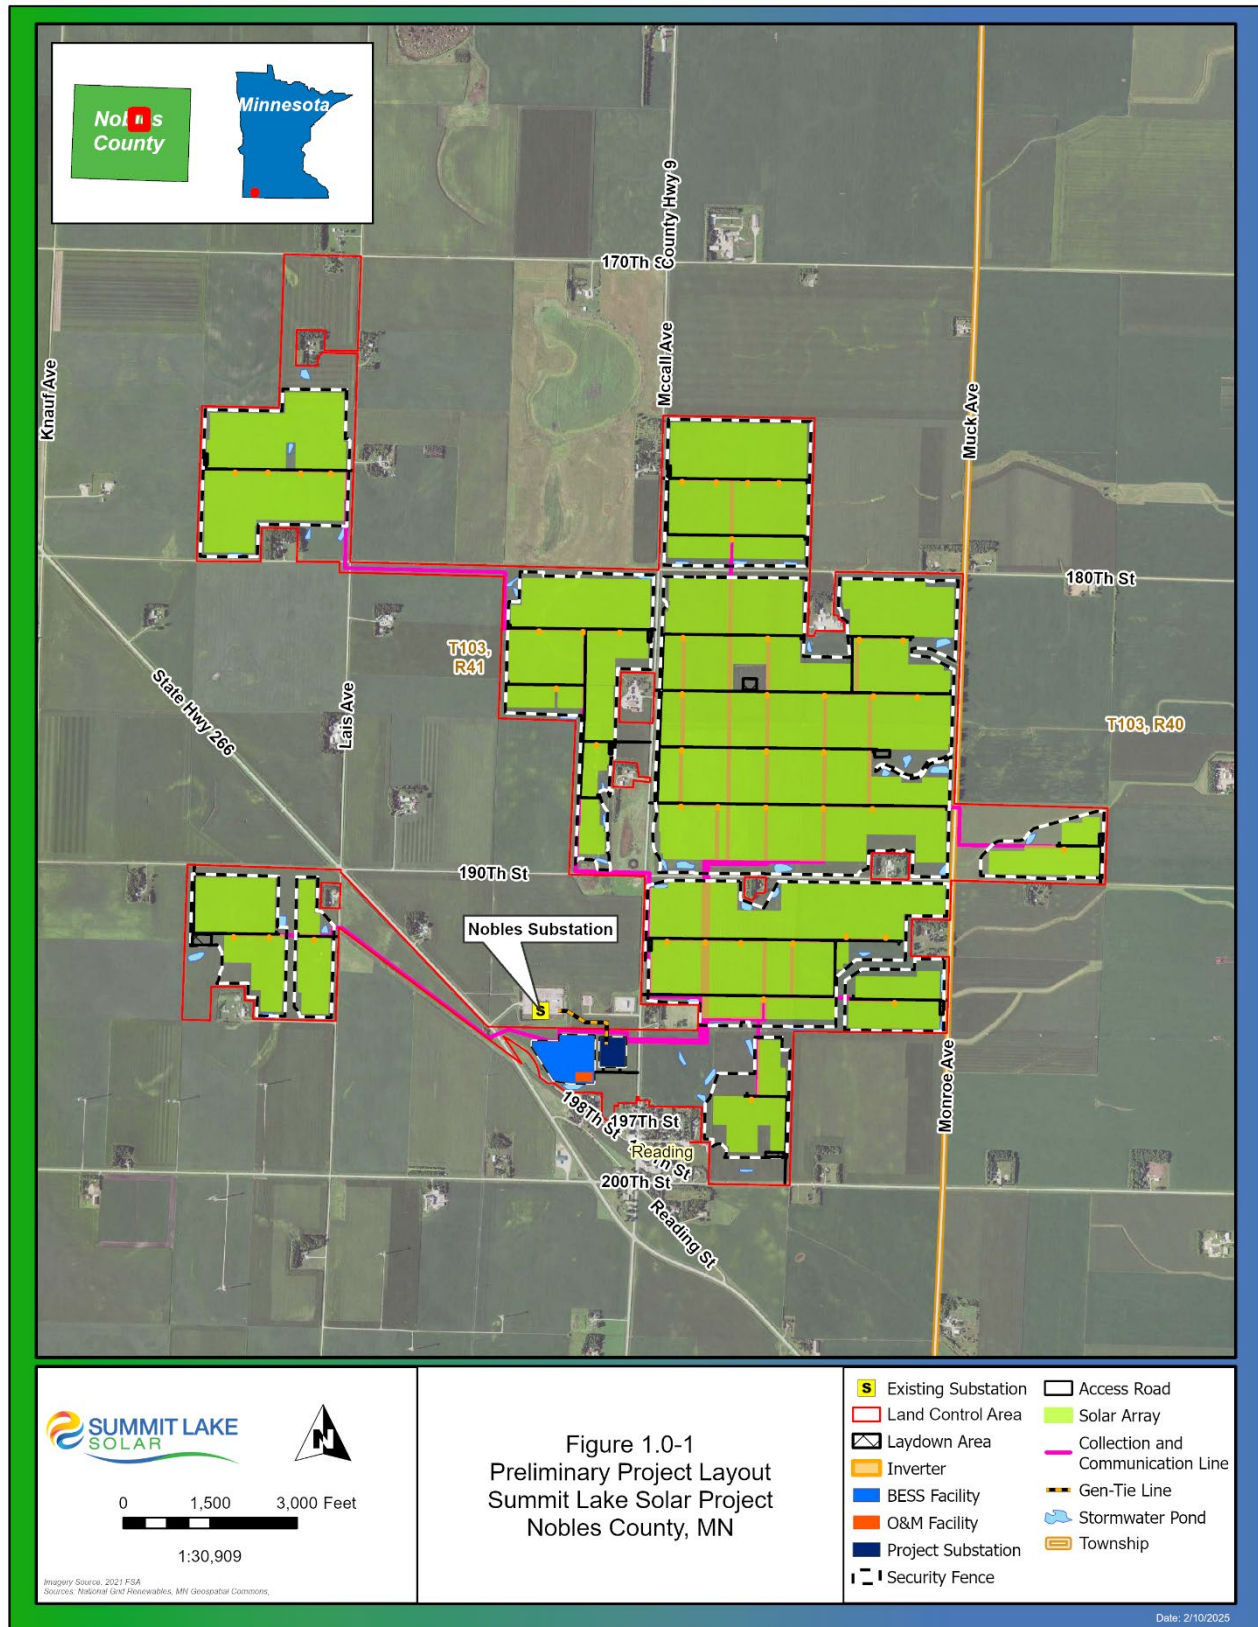 Nobles
County
Minnesota
County Hwy 9
170Th
Mccall Ave
Knauf Ave
Muck Ave
180Th St
T103,
R41
State Hwy 266
Lais Ave
T103, R40
190Th St
Nobles Substation
S
Monroe Ave
198Th St
197Th St
Reading
200Th St
Reading St
SUMMIT LAKE
SOLAR
N
0 1,500 3,000 Feet
1:30,909
Imagery Source: 2021 FSA
Sources: National Grid Renewables, MN Geospatial Commons,
Figure 1.0-1
Preliminary Project Layout
Summit Lake Solar Project
Nobles County, MN
S Existing Substation
Land Control Area
Laydown Area
Inverter
BESS Facility
O&M Facility
Project Substation
Security Fence
Access Road
Solar Array
Collection and
Communication Line
Gen-Tie Line
Stormwater Pond
Township
Date: 2/10/2025